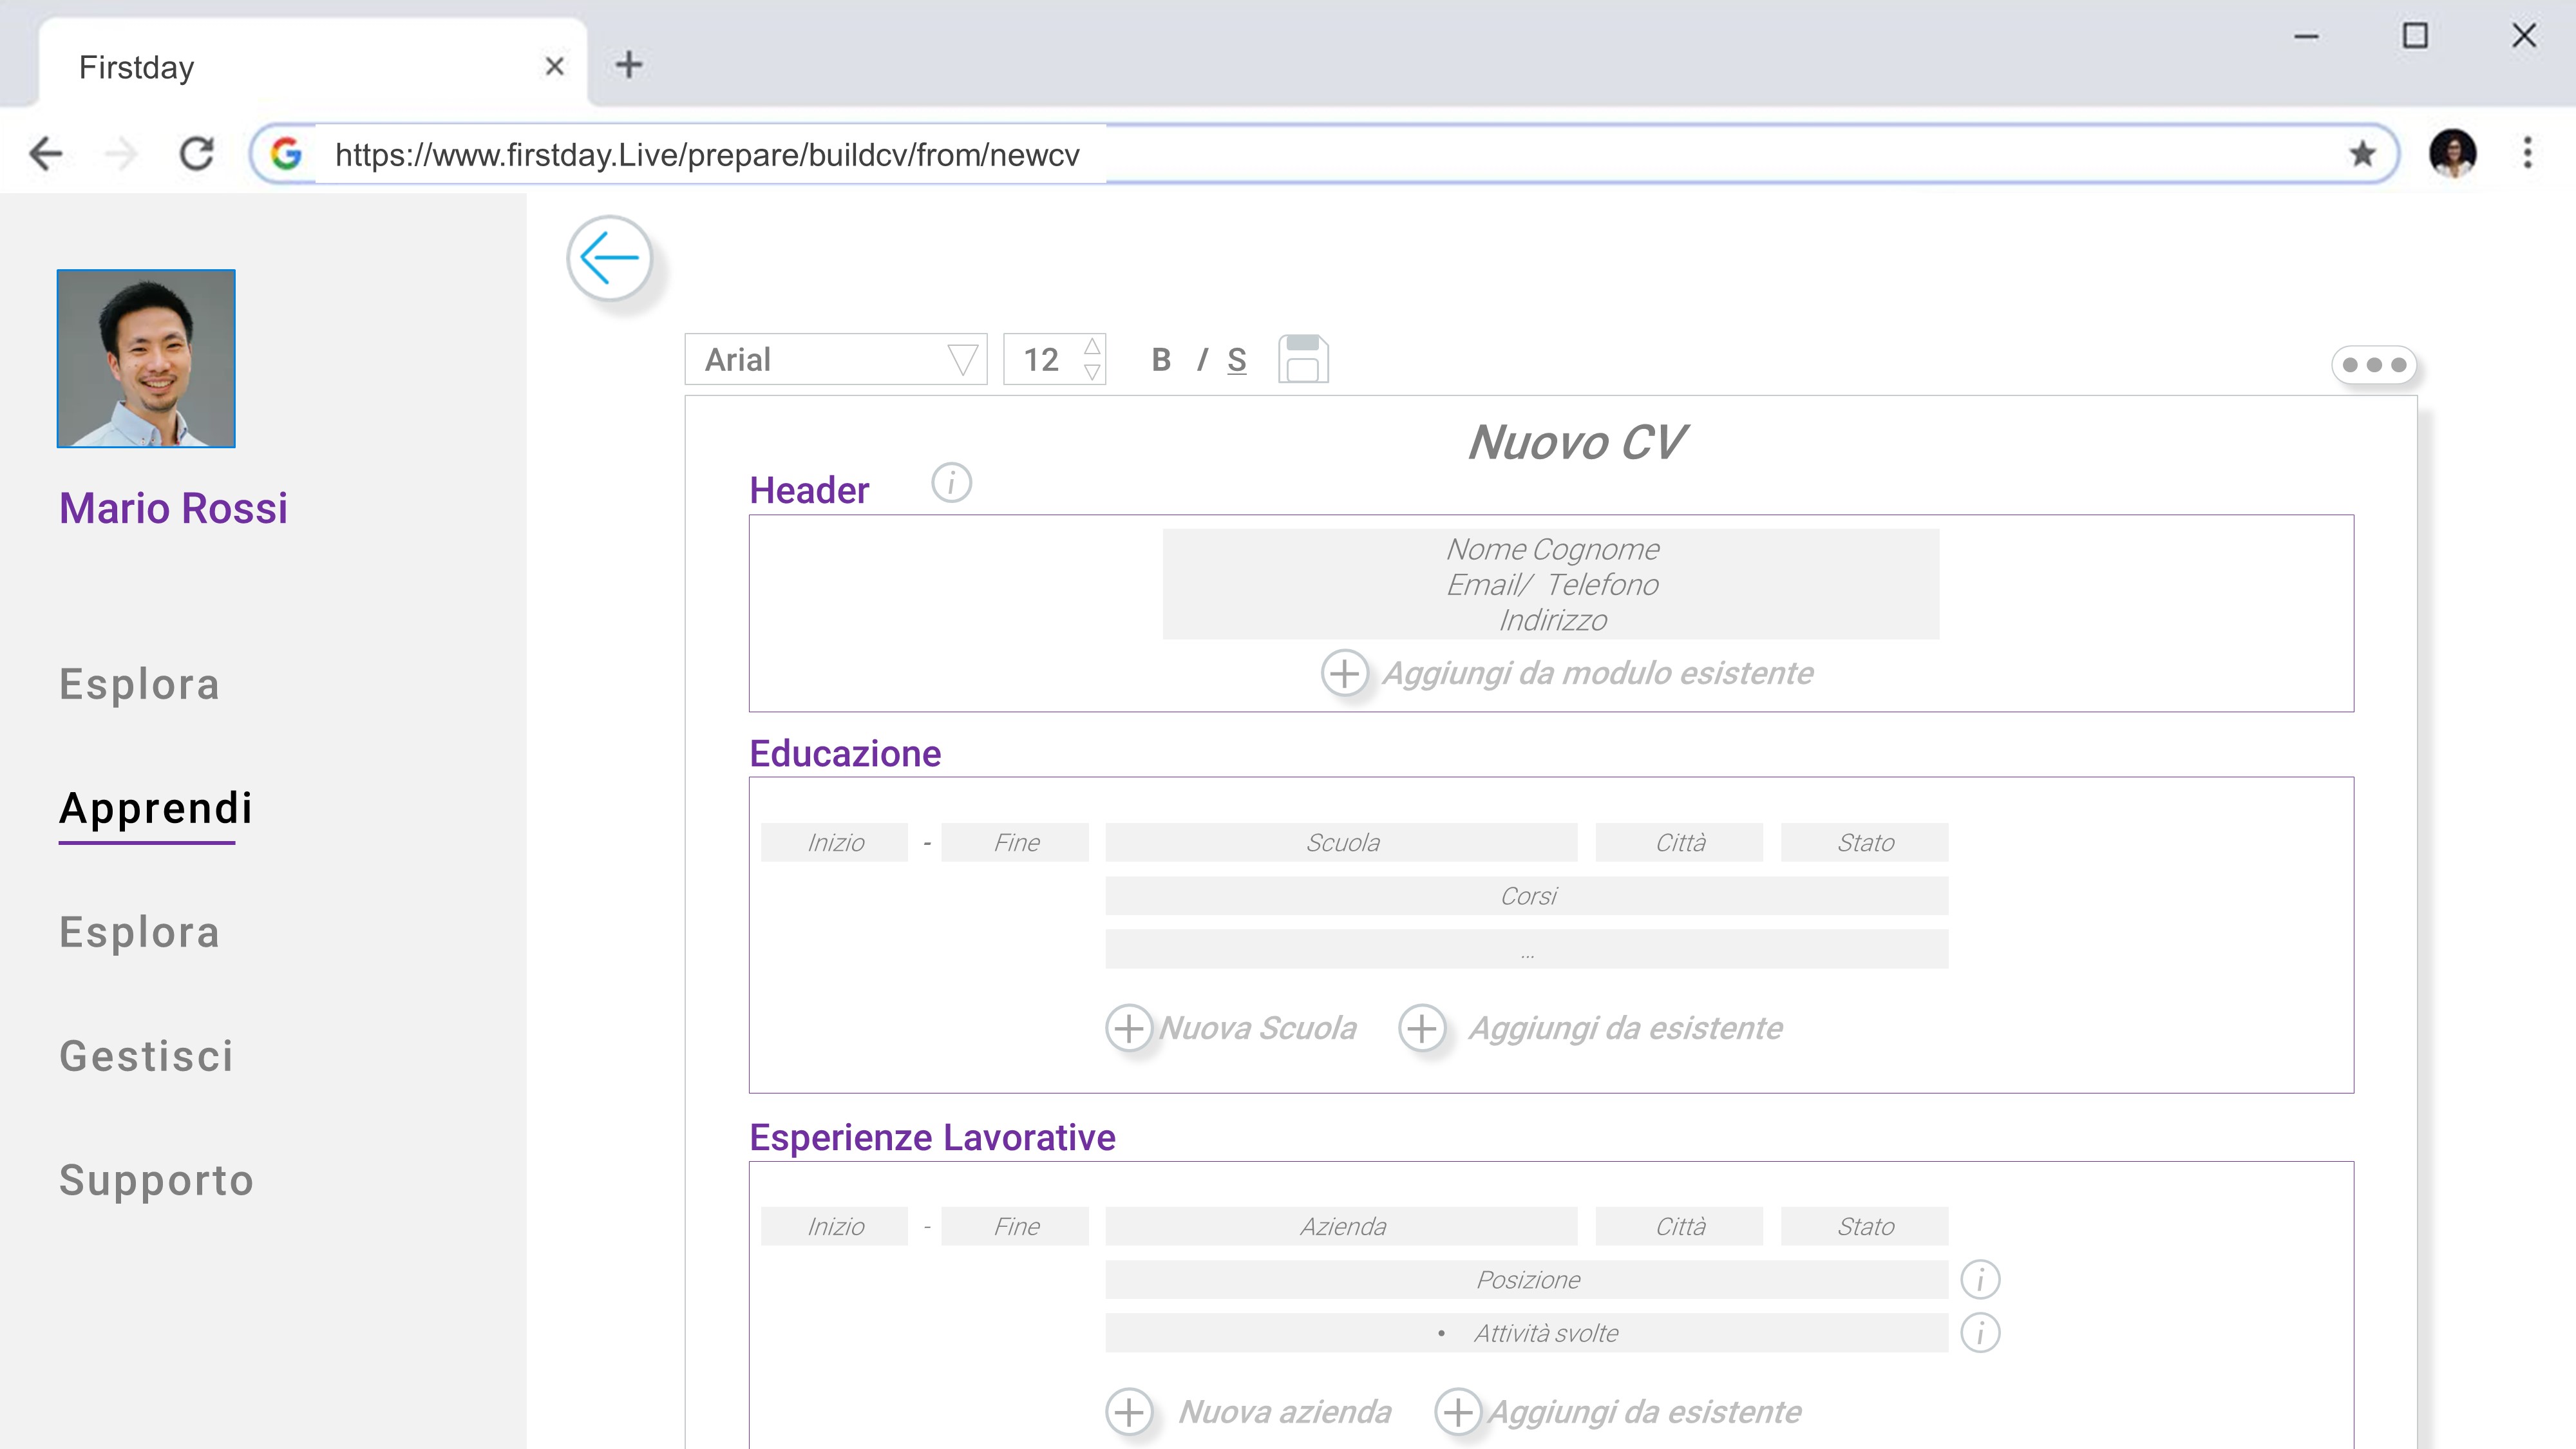 Firstday
https://www.firstday.Live/prepare/buildcv/from/newcv
Mario Rossi
Esplora
Apprendi
Esplora
Gestisci
Supporto
Arial
12
B / S
Nuovo CV
Header i
Nome Cognome
Email/ Telefono
Indirizzo
Aggiungi da modulo esistente
Educazione
Inizio - Fine Scuola Città Stato
Corsi
...
Nuova Scuola Aggiungi da esistente
Esperienze Lavorative
Inizio - Fine Azienda Città Stato
Posizione i
• Attività svolte i
Nuova azienda Aggiungi da esistente